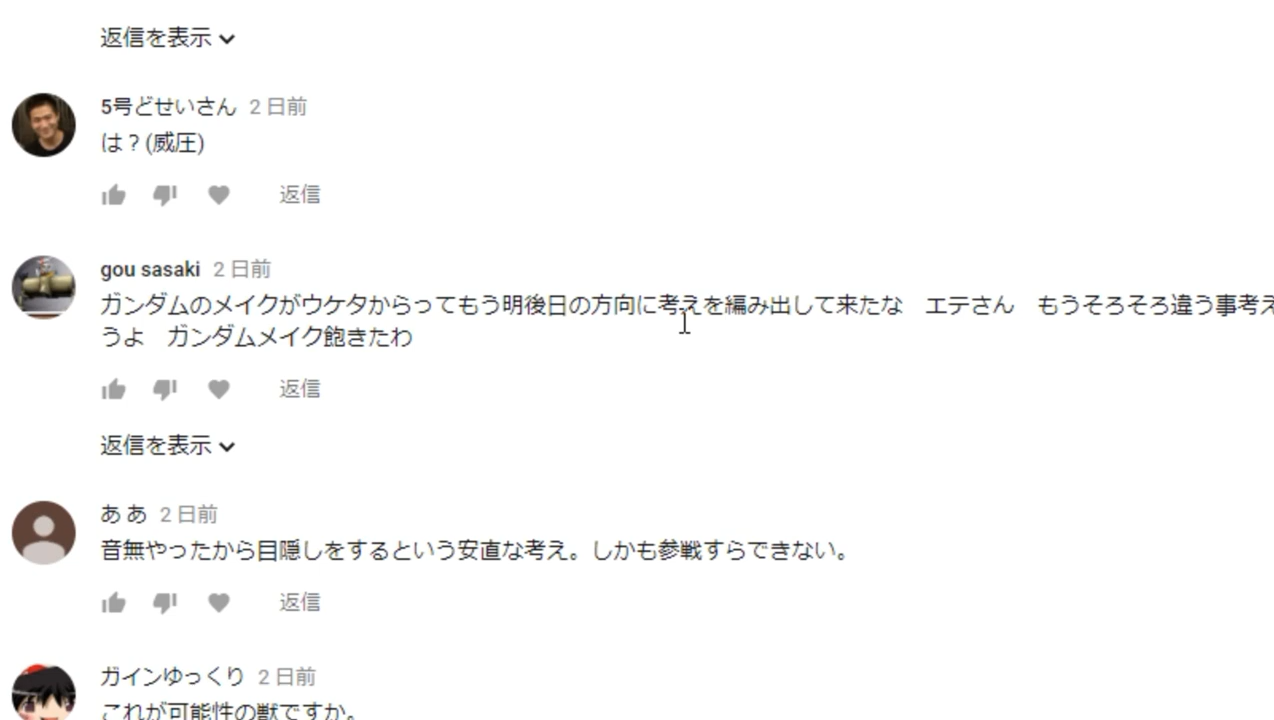 返信を表示
5号どせいさん 2 日前
は？(威圧)
返信
gou sasaki 2 日前
ガンダムのメイクがウケタからってもう明後日の方向に考えを編み出して来たな　エテさん　もうそろそろ違う事考え
うよ　ガンダムメイク飽きたわ
返信
返信を表示
あ あ 2 日前
音無やったから目隠しをするという安直な考え。しかも参戦すらできない。
返信
ガインゆっくり 2 日前
これが可能性の獣ですか。